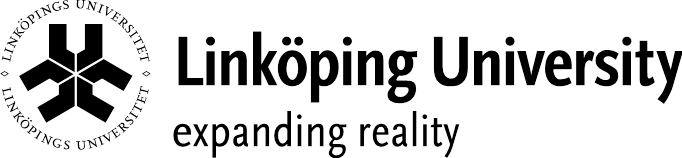 LINKÖPINGS UNIVERSITET
LINKÖPINGS UNIVERSITET
Linköping University
expanding reality